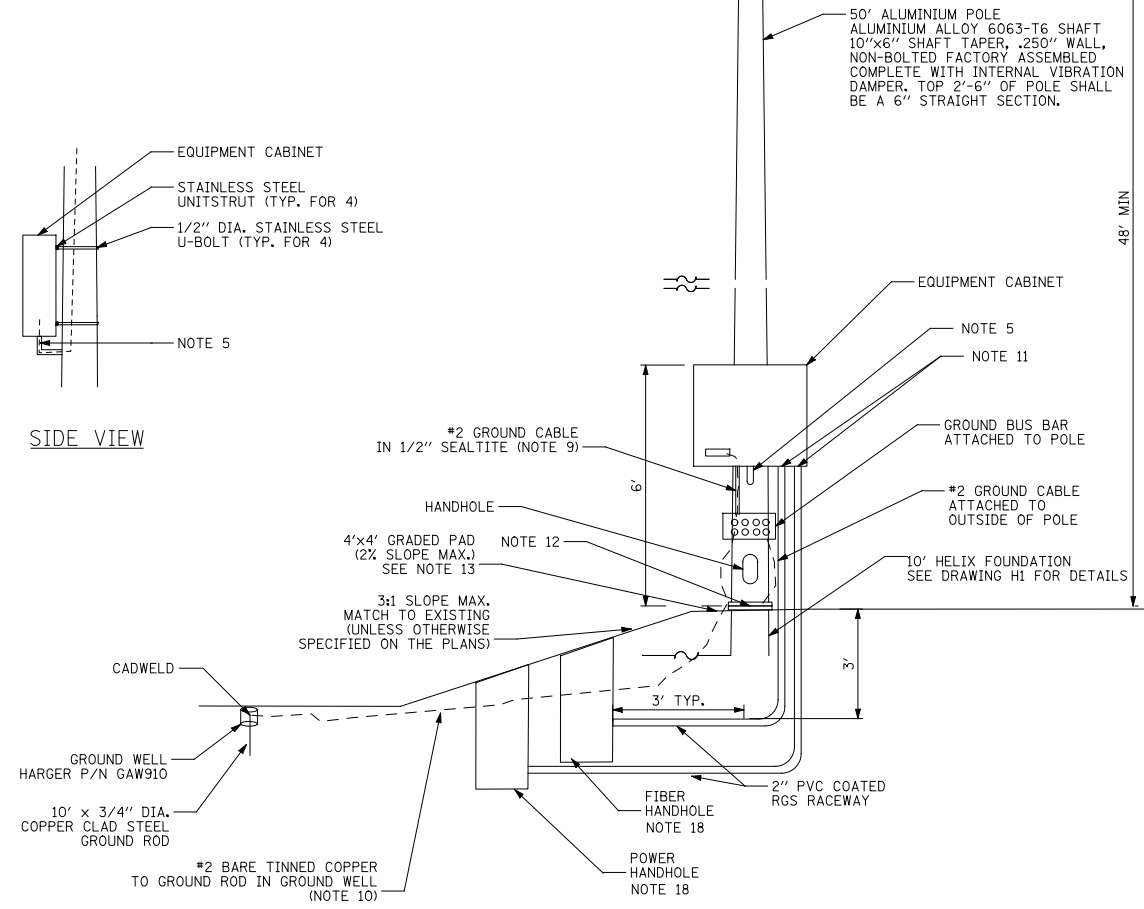 50' ALUMINIUM POLE
ALUMINIUM ALLOY 6063-T6 SHAFT
10"x6" SHAFT TAPER, .250" WALL,
NON-BOLTED FACTORY ASSEMBLED
COMPLETE WITH INTERNAL VIBRATION
DAMPER. TOP 2'-6" OF POLE SHALL
BE A 6" STRAIGHT SECTION.
48' MIN
EQUIPMENT CABINET
STAINLESS STEEL
UNITSTRUT (TYP. FOR 4)
1/2" DIA. STAINLESS STEEL
U-BOLT (TYP. FOR 4)
NOTE 5
SIDE VIEW
EQUIPMENT CABINET
NOTE 5
NOTE 11
GROUND BUS BAR
ATTACHED TO POLE
#2 GROUND CABLE
ATTACHED TO
OUTSIDE OF POLE
10' HELIX FOUNDATION
SEE DRAWING H1 FOR DETAILS
#2 GROUND CABLE
IN 1/2" SEALTITE (NOTE 9)
6'
HANDHOLE
NOTE 12
4'x4' GRADED PAD
(2% SLOPE MAX.)
SEE NOTE 13
3:1 SLOPE MAX.
MATCH TO EXISTING
(UNLESS OTHERWISE
SPECIFIED ON THE PLANS)
3'
3' TYP.
CADWELD
GROUND WELL
HARGER P/N GAW910
10' x 3/4" DIA.
COPPER CLAD STEEL
GROUND ROD
#2 BARE TINNED COPPER
TO GROUND ROD IN GROUND WELL
(NOTE 10)
2" PVC COATED
RGS RACEWAY
FIBER
HANDHOLE
NOTE 18
POWER
HANDHOLE
NOTE 18